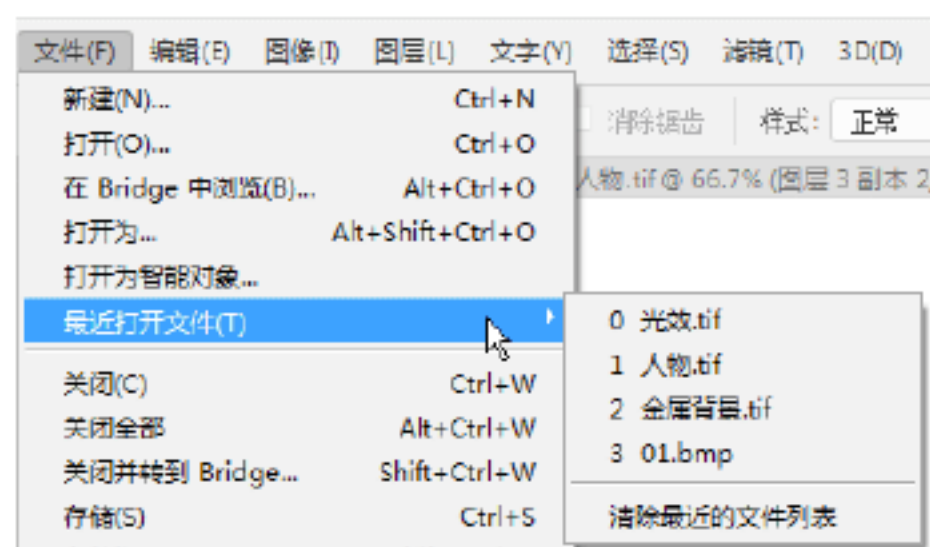 文件(F) 编辑(E) 图像(I) 图层(L) 文字(Y) 选择(S) 滤镜(T) 3D(D)
消除锯齿 样式: 正常
人物.tif @ 66.7% (图层 3 副本 2,
新建(N)... Ctrl+N
打开(O)... Ctrl+O
在 Bridge 中浏览(B)... Alt+Ctrl+O
打开为... Alt+Shift+Ctrl+O
打开为智能对象...
最近打开文件(T)
关闭(C) Ctrl+W
关闭全部 Alt+Ctrl+W
关闭并转到 Bridge... Shift+Ctrl+W
存储(S) Ctrl+S
0 光效.tif
1 人物.tif
2 金属背景.tif
3 01.bmp
清除最近的文件列表